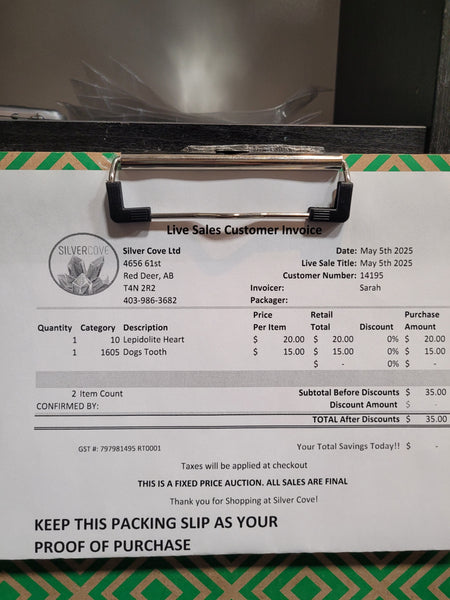 Live Sales Customer Invoice
SILVERCOVE
Silver Cove Ltd
4656 61st
Red Deer, AB
T4N 2R2
403-986-3682
Date: May 5th 2025
Live Sale Title: May 5th 2025
Customer Number: 14195
Invoicer: Sarah
Packager:
Quantity Category Description Price Per Item Retail Total Discount Purchase Amount
1 10 Lepidolite Heart $ 20.00 $ 20.00 0% $ 20.00
1 1605 Dogs Tooth $ 15.00 $ 15.00 0% $ 15.00
$ - 0% $ -
2 Item Count Subtotal Before Discounts $ 35.00
CONFIRMED BY: Discount Amount $ -
TOTAL After Discounts $ 35.00
GST #: 797981495 RT0001 Your Total Savings Today!! $ -
Taxes will be applied at checkout
THIS IS A FIXED PRICE AUCTION. ALL SALES ARE FINAL
Thank you for Shopping at Silver Cove!
KEEP THIS PACKING SLIP AS YOUR
PROOF OF PURCHASE